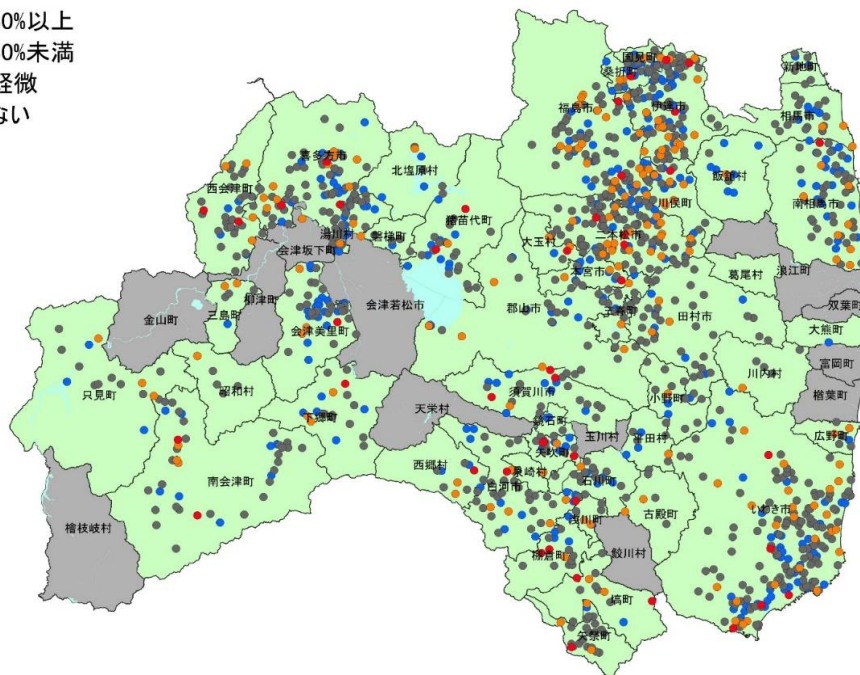 0%以上
0%未満
軽微
ない
国見町
桑折町
新地町
福島市
伊達市
相馬市
喜多方市
北塩原村
飯舘村
西会津町
川俣町
南相馬市
猪苗代町
大玉村
二本松市
湯川村
磐梯町
会津坂下町
本宮市
葛尾村
浪江町
会津若松市
柳津町
郡山市
三春町
双葉町
金山町
三島町
田村市
会津美里町
大熊町
富岡町
川内村
只見町
昭和村
須賀川市
小野町
楢葉町
下郷町
天栄村
鏡石町
玉川村
平田村
広野町
矢吹町
西郷村
泉崎村
南会津町
白河市
石川町
浅川町
古殿町
いわき市
檜枝岐村
棚倉町
鮫川村
塙町
矢祭町